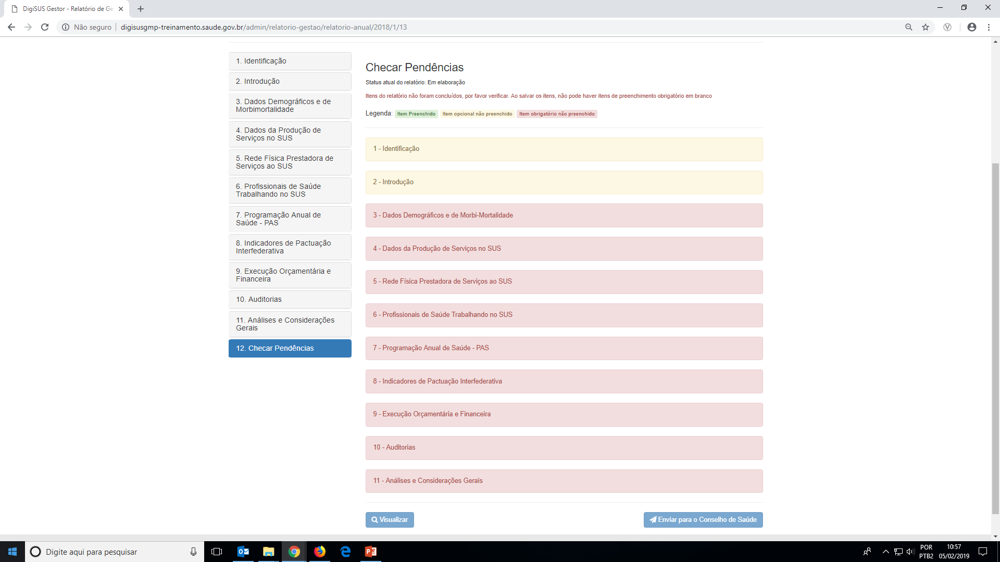 DigiSUS Gestor - Relatório de Ge
Não seguro
digisusgmp-treinamento.saude.gov.br/admin/relatorio-gestao/relatorio-anual/2018/1/13
1. Identificação
2. Introdução
3. Dados Demográficos e de
Morbimortalidade
4. Dados da Produção de
Serviços no SUS
5. Rede Física Prestadora de
Serviços ao SUS
6. Profissionais de Saúde
Trabalhando no SUS
7. Programação Anual de
Saúde - PAS
8. Indicadores de Pactuação
Interfederativa
9. Execução Orçamentária e
Financeira
10. Auditorias
11. Análises e Considerações
Gerais
12. Checar Pendências
Checar Pendências
Status atual do relatório: Em elaboração
Itens do relatório não foram concluídos, por favor verificar. Ao salvar os itens, não pode haver itens de preenchimento obrigatório em branco
Legenda: Item Preenchido Item opcional não preenchido Item obrigatório não preenchido
1 - Identificação
2 - Introdução
3 - Dados Demográficos e de Morbi-Mortalidade
4 - Dados da Produção de Serviços no SUS
5 - Rede Física Prestadora de Serviços ao SUS
6 - Profissionais de Saúde Trabalhando no SUS
7 - Programação Anual de Saúde - PAS
8 - Indicadores de Pactuação Interfederativa
9 - Execução Orçamentária e Financeira
10 - Auditorias
11 - Análises e Considerações Gerais
Visualizar
Enviar para o Conselho de Saúde
Digite aqui para pesquisar
POR
PTB2
10:57
05/02/2019